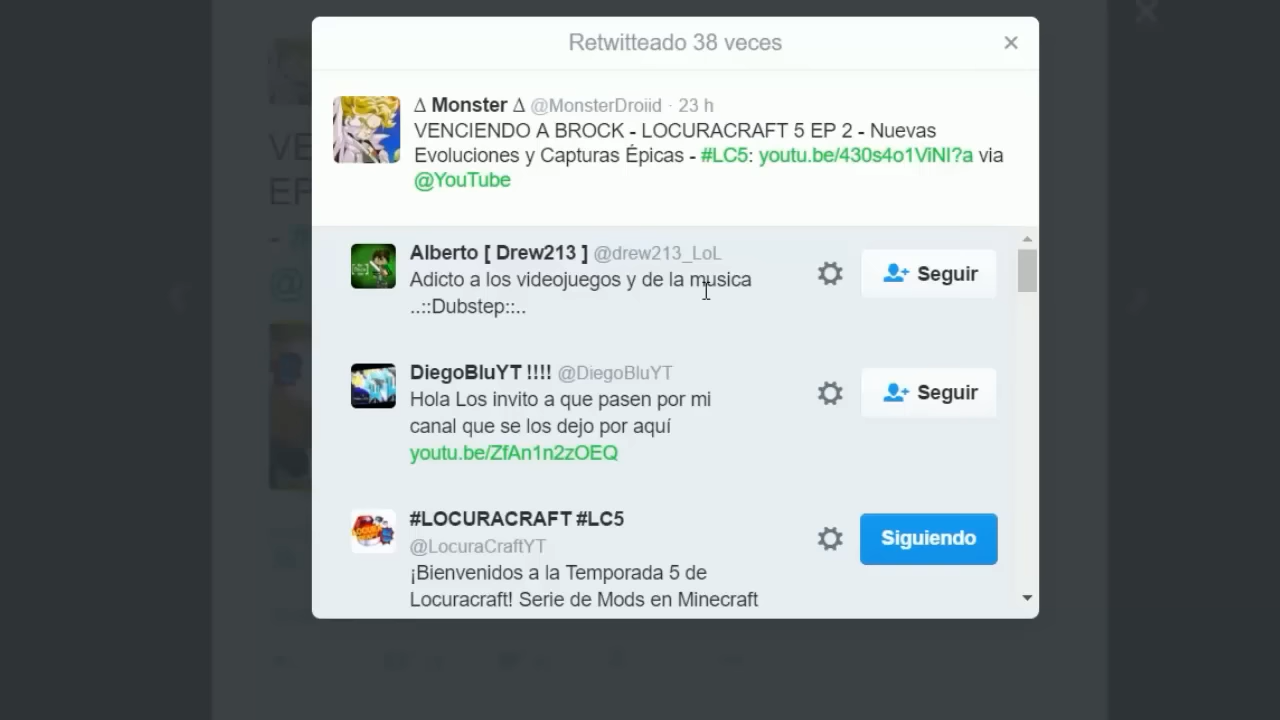 Retwitteado 38 veces
×
Δ Monster Δ @MonsterDroiid · 23 h
VENCIENDO A BROCK - LOCURACRAFT 5 EP 2 - Nuevas
Evoluciones y Capturas Épicas - #LC5: youtu.be/430s4o1ViNI?a via
@YouTube
Alberto [ Drew213 ] @drew213_LoL
Adicto a los videojuegos y de la musica
..::Dubstep::..
Seguir
DiegoBluYT !!!! @DiegoBluYT
Hola Los invito a que pasen por mi
canal que se los dejo por aquí
youtu.be/ZfAn1n2zOEQ
Seguir
#LOCURACRAFT #LC5
@LocuraCraftYT
¡Bienvenidos a la Temporada 5 de
Locuracraft! Serie de Mods en Minecraft
Siguiendo
VE
EP
-
@